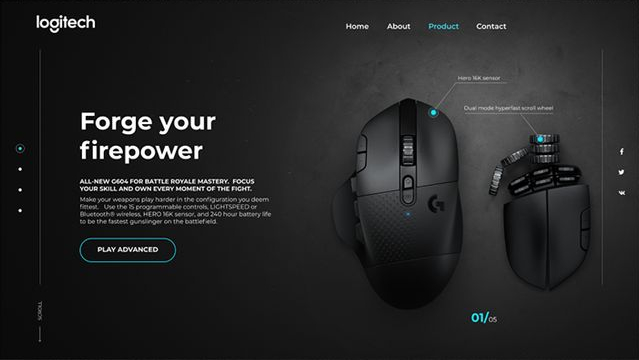 logitech
Home About Product Contact
Hero 16K sensor
Dual mode hyperfast scroll wheel
Forge your
firepower
ALL-NEW G604 FOR BATTLE ROYALE MASTERY. FOCUS
YOUR SKILL AND OWN EVERY MOMENT OF THE FIGHT.
Make your weapons play harder in the configuration you deem
fittest. Use the 15 programmable controls, LIGHTSPEED or
Bluetooth® wireless, HERO 16K sensor, and 240 hour battery life
to be the fastest gunslinger on the battlefield.
PLAY ADVANCED
SCROLL
01/05